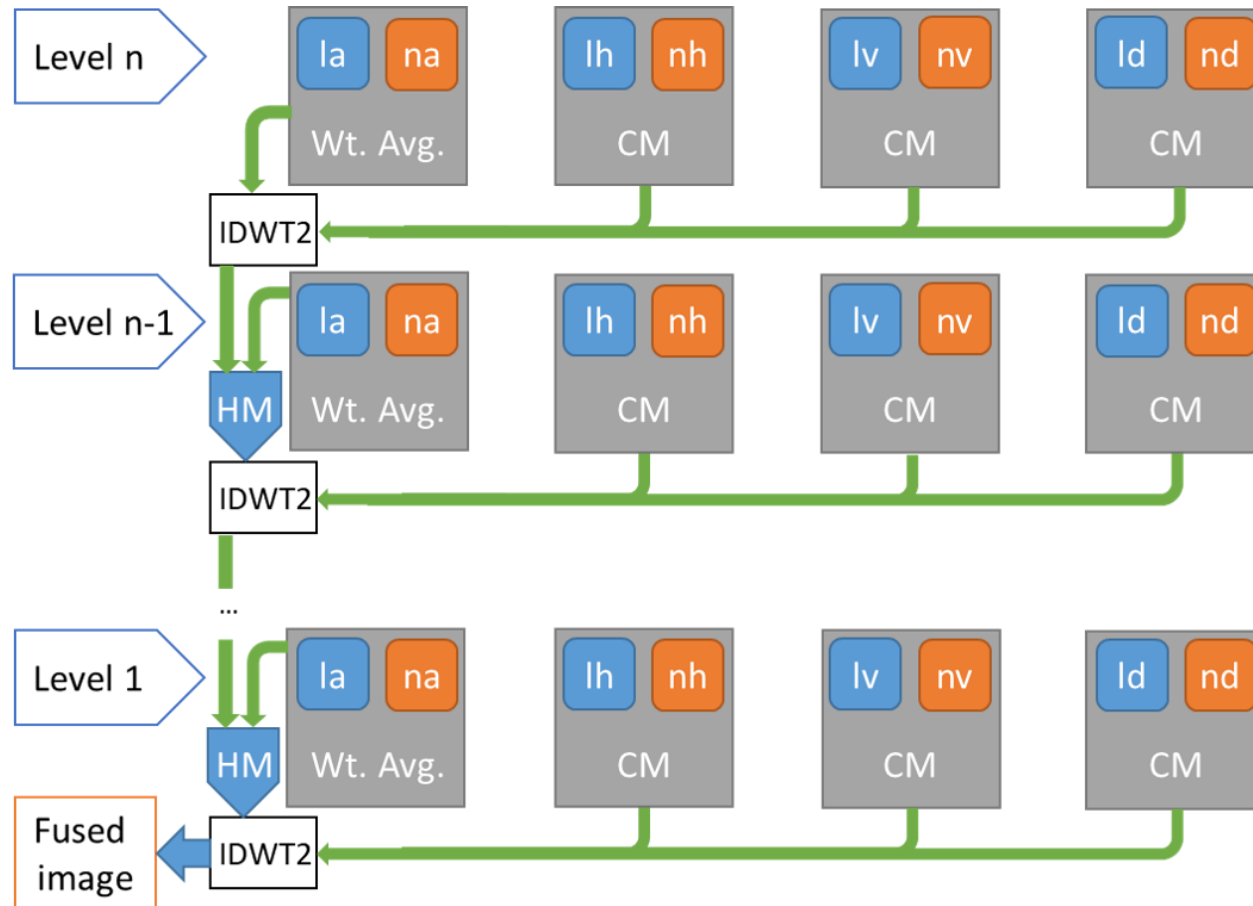 Level n
la na
lh nh
lv nv
ld nd
Wt. Avg.
CM
CM
CM
IDWT2
Level n-1
la na
lh nh
lv nv
ld nd
HM
Wt. Avg.
CM
CM
CM
IDWT2
...
Level 1
la na
lh nh
lv nv
ld nd
HM
Wt. Avg.
CM
CM
CM
Fused
image
IDWT2